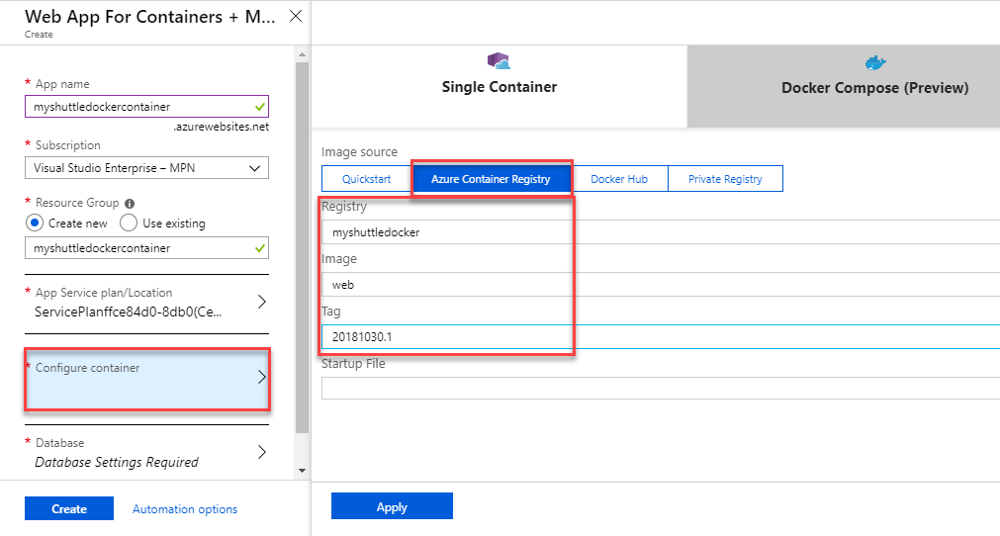 Web App For Containers + M...
Create
* App name
myshuttledockercontainer
.azurewebsites.net
* Subscription
Visual Studio Enterprise – MPN
* Resource Group
Create new
Use existing
myshuttledockercontainer
* App Service plan/Location
ServicePlanffce84d0-8db0(Ce...
* Configure container
* Database
Database Settings Required
Create
Automation options
Single Container
Docker Compose (Preview)
Image source
Quickstart
Azure Container Registry
Docker Hub
Private Registry
Registry
myshuttledocker
Image
web
Tag
20181030.1
Startup File
Apply